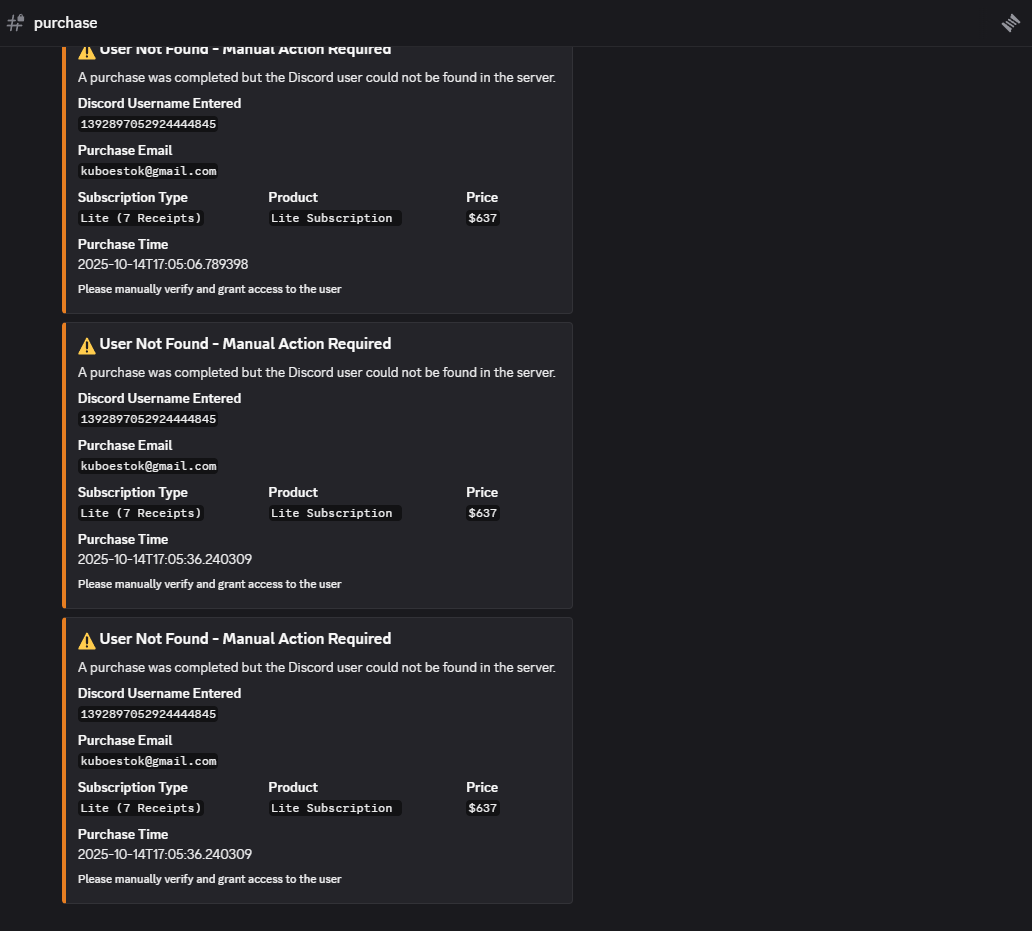 purchase
User Not Found - Manual Action Required
A purchase was completed but the Discord user could not be found in the server.
Discord Username Entered
1392897052924444845
Purchase Email
kuboestok@gmail.com
Subscription Type Product Price
Lite (7 Receipts) Lite Subscription $637
Purchase Time
2025-10-14T17:05:06.789398
Please manually verify and grant access to the user
User Not Found - Manual Action Required
A purchase was completed but the Discord user could not be found in the server.
Discord Username Entered
1392897052924444845
Purchase Email
kuboestok@gmail.com
Subscription Type Product Price
Lite (7 Receipts) Lite Subscription $637
Purchase Time
2025-10-14T17:05:36.240309
Please manually verify and grant access to the user
User Not Found - Manual Action Required
A purchase was completed but the Discord user could not be found in the server.
Discord Username Entered
1392897052924444845
Purchase Email
kuboestok@gmail.com
Subscription Type Product Price
Lite (7 Receipts) Lite Subscription $637
Purchase Time
2025-10-14T17:05:36.240309
Please manually verify and grant access to the user